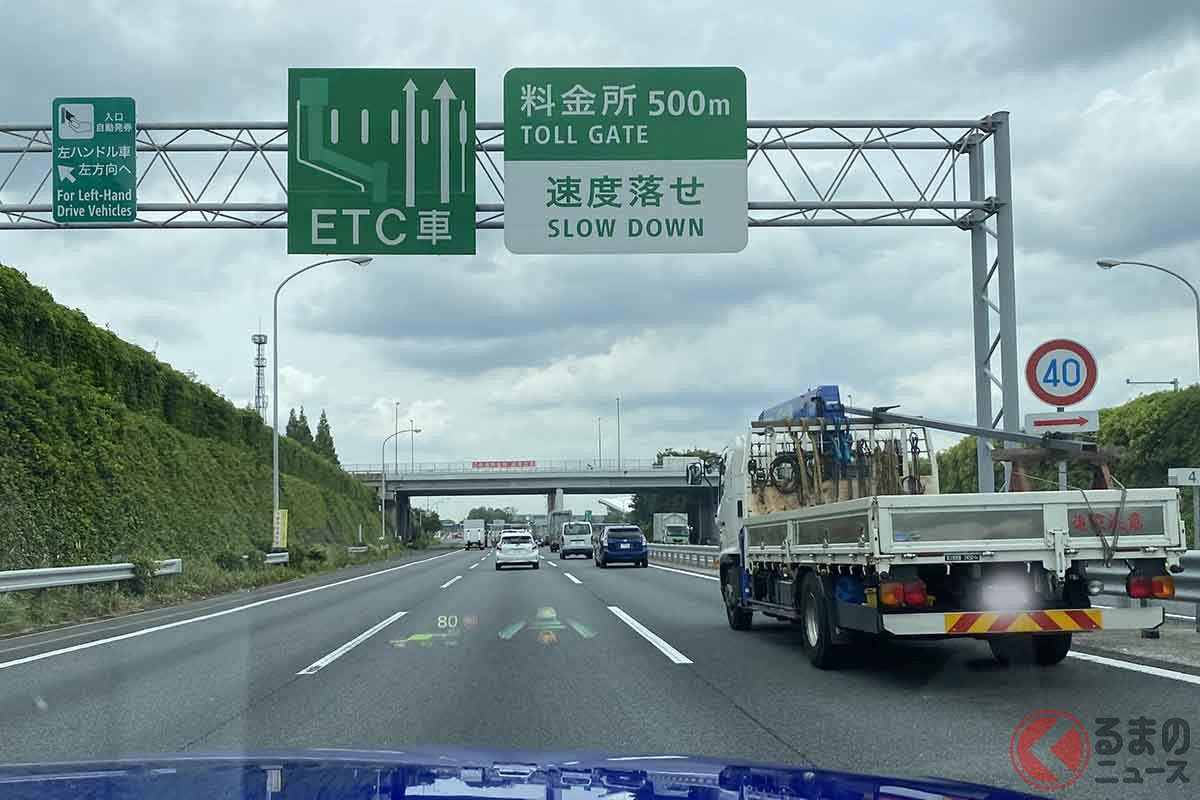 入口
自動発券
左ハンドル車
左方向へ
For Left-Hand
Drive Vehicles
ETC車
料金所 500m
TOLL GATE
速度落せ
SLOW DOWN
40
4
80
くるまの
ニュース